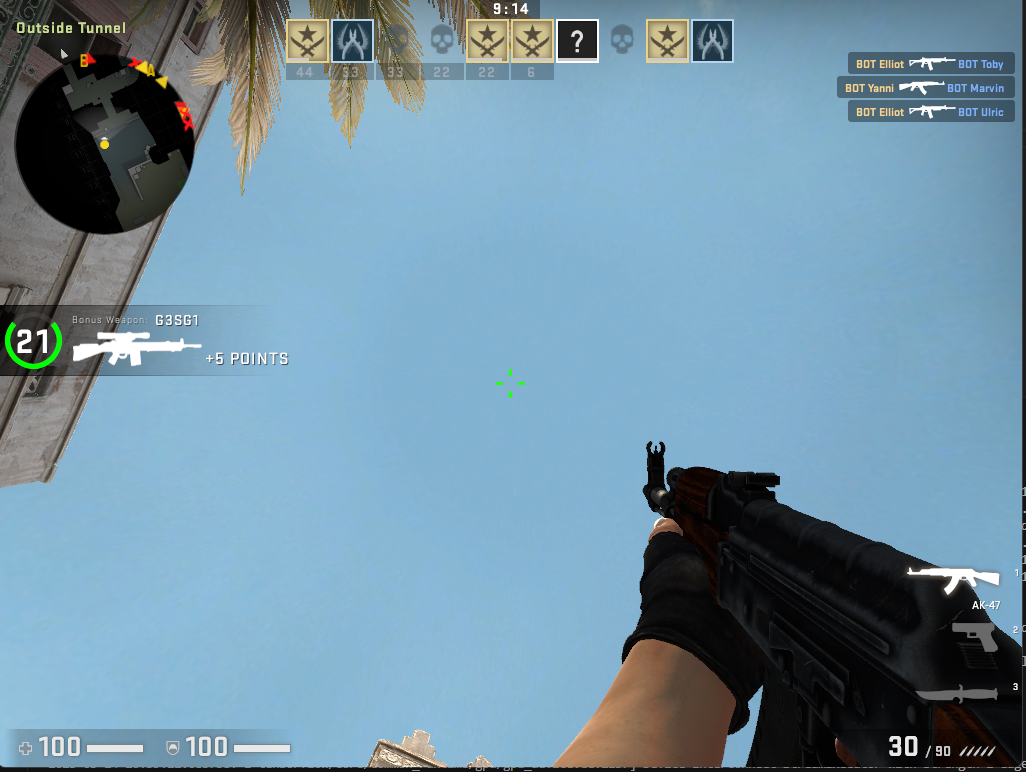 9:14
Outside Tunnel
?
44 33 33 22 22 6
B
A
BOT Elliot BOT Toby
BOT Yanni BOT Marvin
BOT Elliot BOT Ulric
21
Bonus Weapon: G3SG1
+5 POINTS
1
AK-47
2
3
100 100
30 / 90